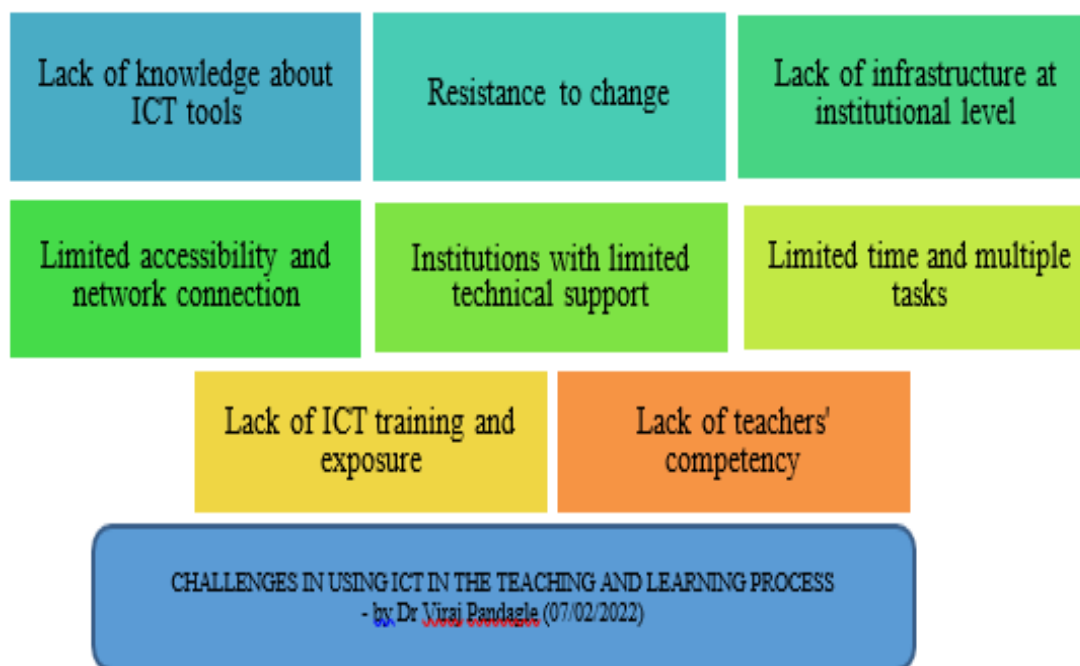 Lack of knowledge about
ICT tools
Resistance to change
Lack of infrastructure at
institutional level
Limited accessibility and
network connection
Institutions with limited
technical support
Limited time and multiple
tasks
Lack of ICT training and
exposure
Lack of teachers'
competency
CHALLENGES IN USING ICT IN THE TEACHING AND LEARNING PROCESS
- by Dr Viraj Pandagle (07/02/2022)